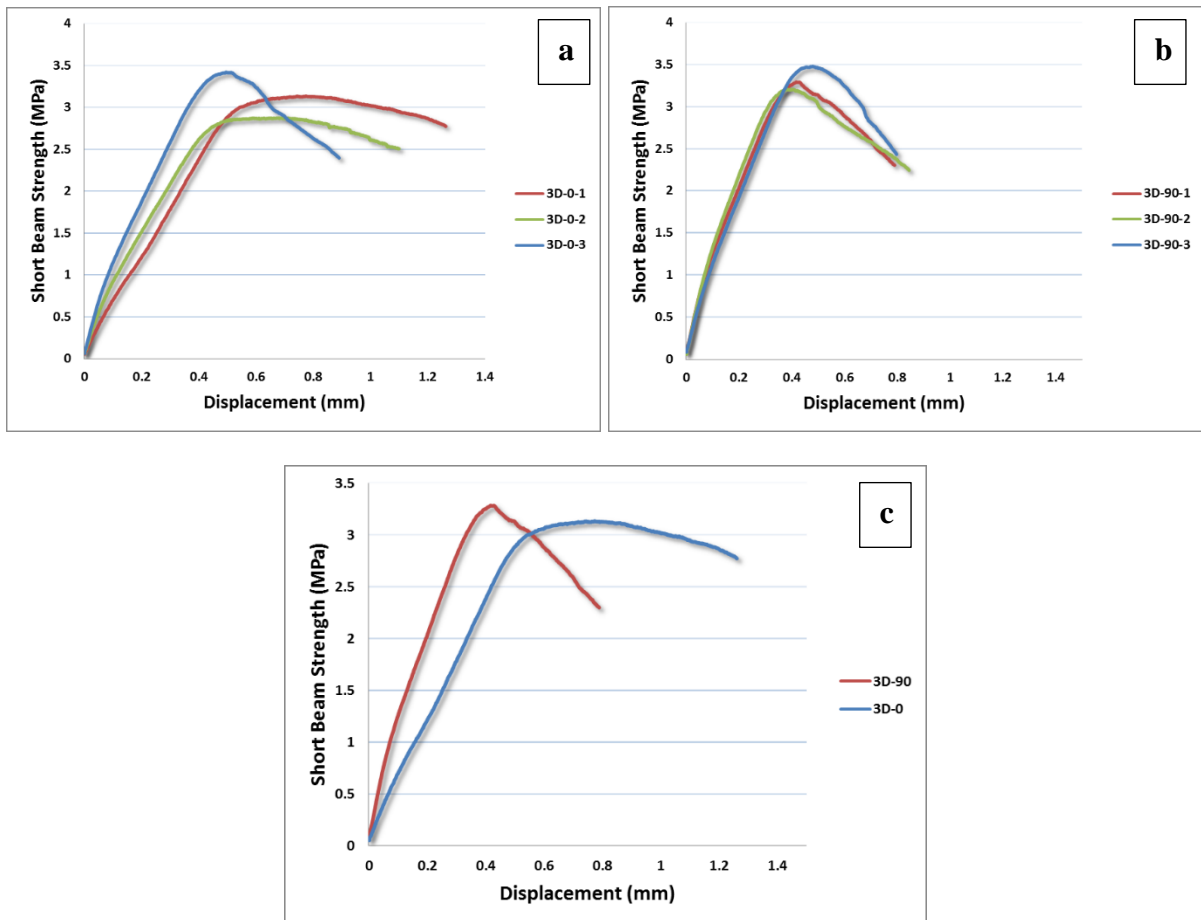 a
Short Beam Strength (MPa)
4
3.5
3
2.5
2
1.5
1
0.5
0
0 0.2 0.4 0.6 0.8 1 1.2 1.4
Displacement (mm)
3D-0-1
3D-0-2
3D-0-3
b
Short Beam Strength (MPa)
4
3.5
3
2.5
2
1.5
1
0.5
0
0 0.2 0.4 0.6 0.8 1 1.2 1.4
Displacement (mm)
3D-90-1
3D-90-2
3D-90-3
c
Short Beam Strength (MPa)
3.5
3
2.5
2
1.5
1
0.5
0
0 0.2 0.4 0.6 0.8 1 1.2 1.4
Displacement (mm)
3D-90
3D-0